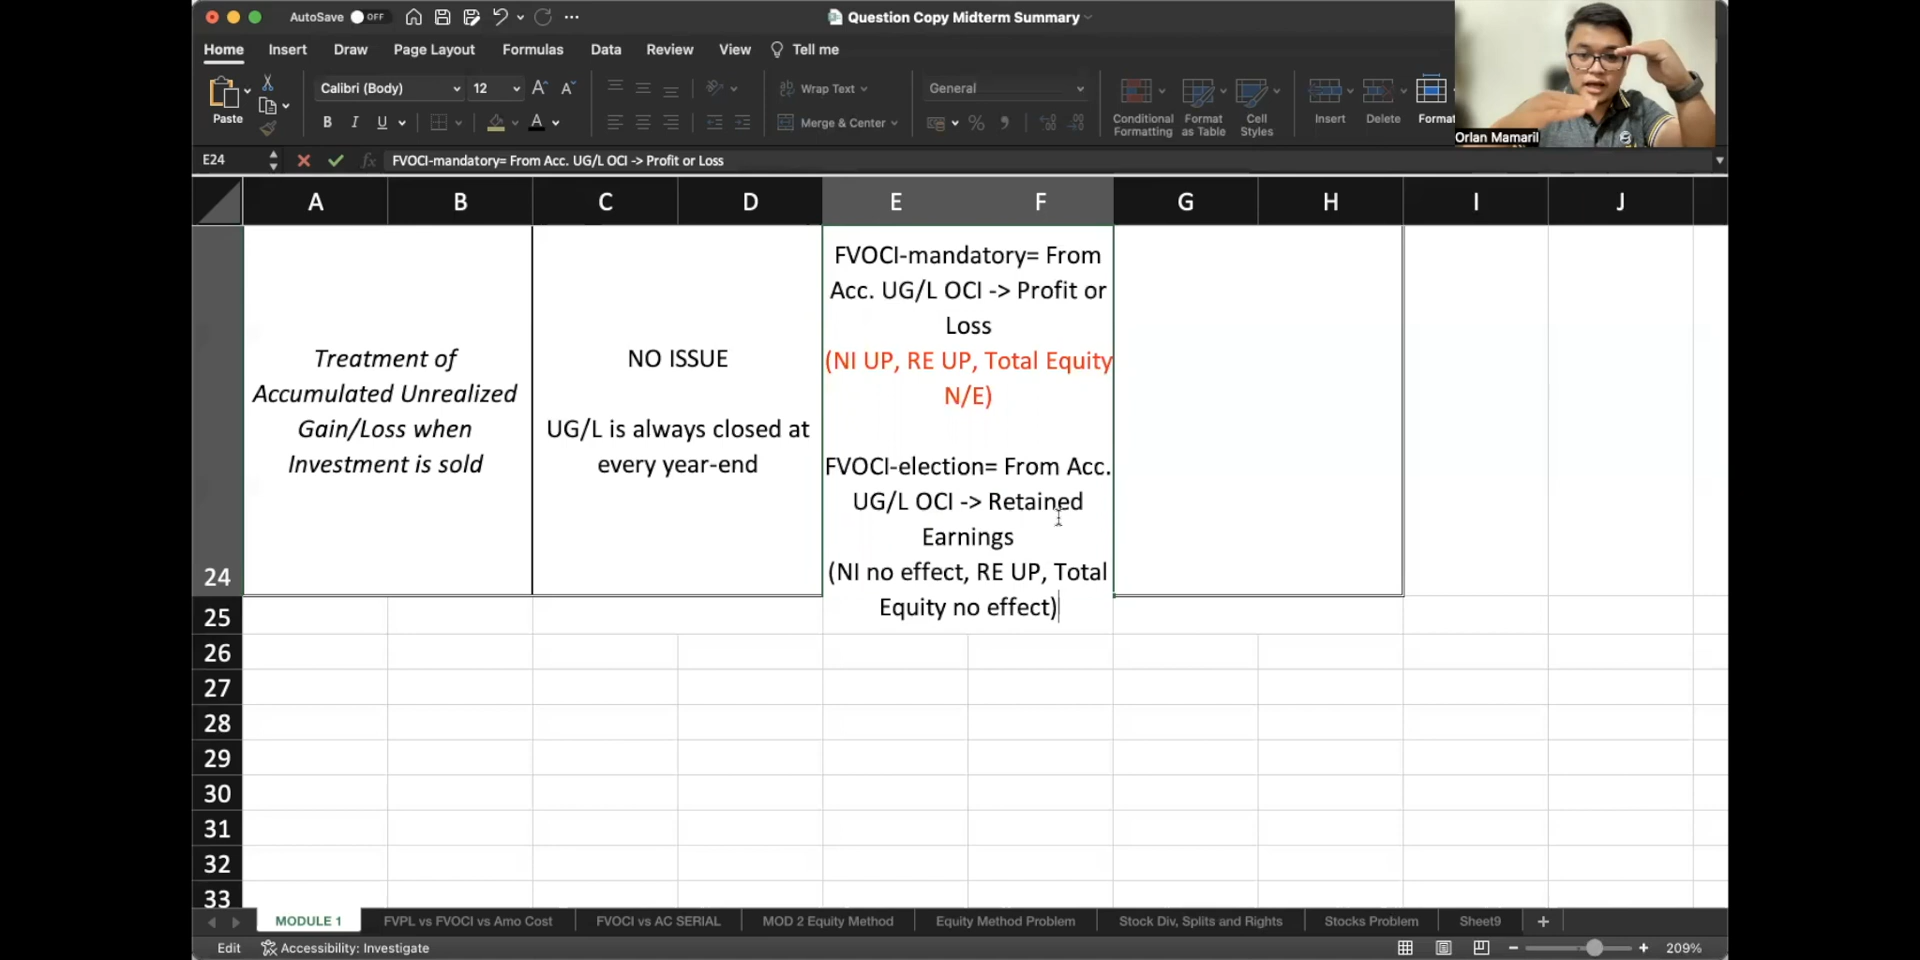 AutoSave OFF
Question Copy Midterm Summary
Home Insert Draw Page Layout Formulas Data Review View Tell me
Paste
Calibri (Body) 12
B I U
Wrap Text
Merge & Center
General
Conditional Formatting
Format as Table
Cell Styles
Insert
Delete
Format
Orlan Mamaril
E24 fx FVOCI-mandatory= From Acc. UG/L OCI -> Profit or Loss
A B C D E F G H I J
Treatment of
Accumulated Unrealized
Gain/Loss when
Investment is sold
NO ISSUE
UG/L is always closed at
every year-end
FVOCI-mandatory= From
Acc. UG/L OCI -> Profit or
Loss
(NI UP, RE UP, Total Equity
N/E)
FVOCI-election= From Acc.
UG/L OCI -> Retained
Earnings
(NI no effect, RE UP, Total
Equity no effect)
24
25
26
27
28
29
30
31
32
33
MODULE 1 FVPL vs FVOCI vs Amo Cost FVOCI vs AC SERIAL MOD 2 Equity Method Equity Method Problem Stock Div, Splits and Rights Stocks Problem Sheet9 +
Edit Accessibility: Investigate
209%